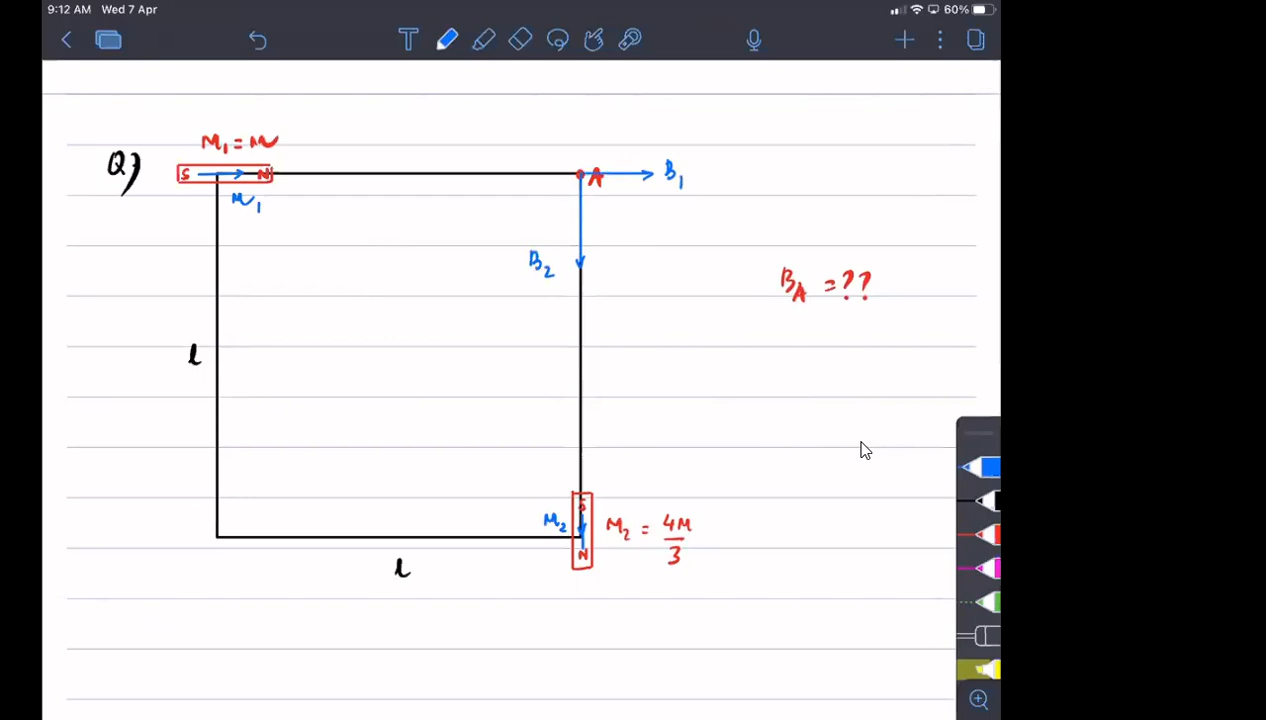 9:12 AM Wed 7 Apr
60%
T
M₁ = M
Q)
S N
A
B₁
M₁
B₂
B_A = ??
l
S
M₂
M₂ = 4M/3
N
l